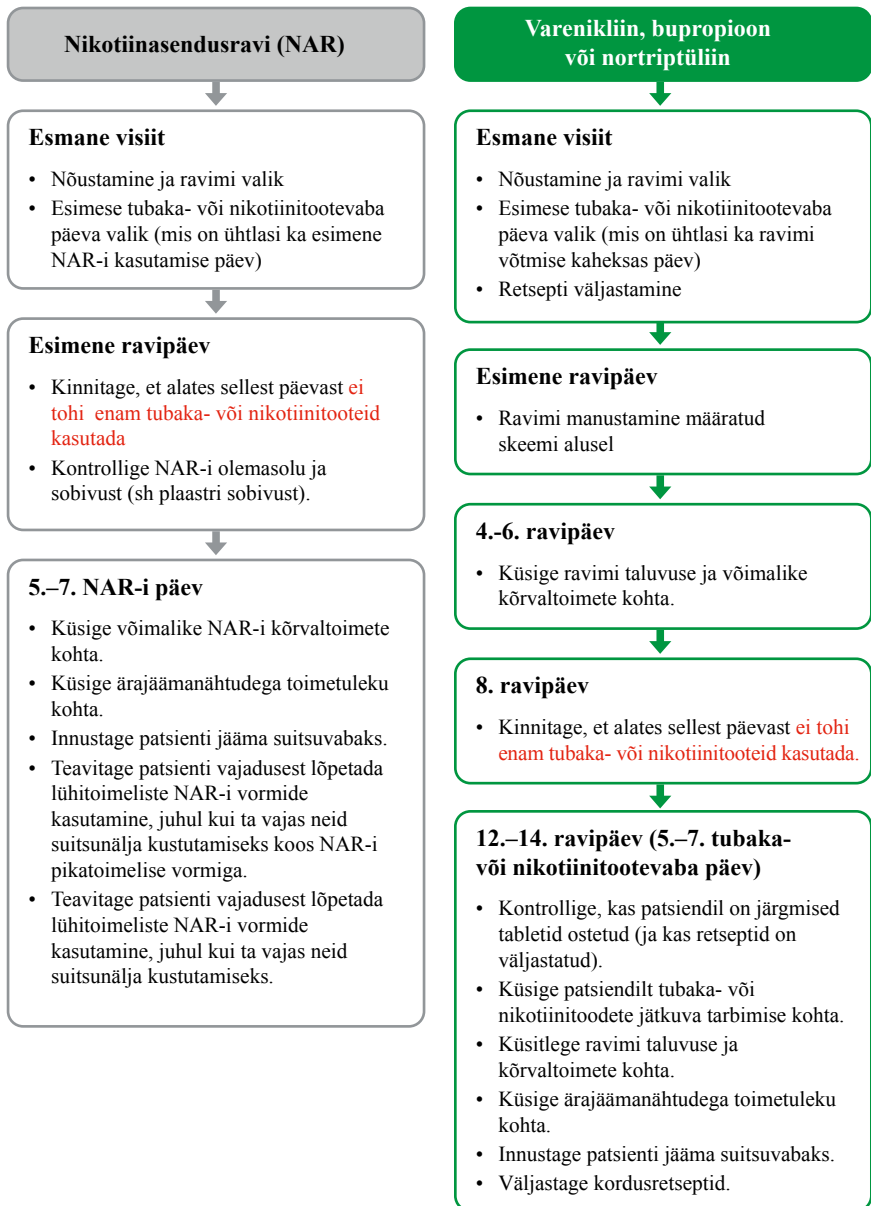 Nikotiinasendusravi (NAR)
Esmane visiit
• Nõustamine ja ravimi valik
• Esimese tubaka- või nikotiinitootevaba
päeva valik (mis on ühtlasi ka esimene
NAR-i kasutamise päev)
Esimene ravipäev
• Kinnitage, et alates sellest päevast ei
tohi enam tubaka- või nikotiinitooteid
kasutada
• Kontrollige NAR-i olemasolu ja
sobivust (sh plaastri sobivust).
5.–7. NAR-i päev
• Küsige võimalike NAR-i kõrvaltoimete
kohta.
• Küsige ärajäämanähtudega toimetuleku
kohta.
• Innustage patsienti jääma suitsuvabaks.
• Teavitage patsienti vajadusest lõpetada
lühitoimeliste NAR-i vormide
kasutamine, juhul kui ta vajas neid
suitsunälja kustutamiseks koos NAR-i
pikatoimelise vormiga.
• Teavitage patsienti vajadusest lõpetada
lühitoimeliste NAR-i vormide
kasutamine, juhul kui ta vajas neid
suitsunälja kustutamiseks.
Varenikliin, bupropioon
või nortriptüliin
Esmane visiit
• Nõustamine ja ravimi valik
• Esimese tubaka- või nikotiinitootevaba
päeva valik (mis on ühtlasi ka ravimi
võtmise kaheksas päev)
• Retsepti väljastamine
Esimene ravipäev
• Ravimi manustamine määratud
skeemi alusel
4.-6. ravipäev
• Küsige ravimi taluvuse ja võimalike
kõrvaltoimete kohta.
8. ravipäev
• Kinnitage, et alates sellest päevast ei tohi
enam tubaka- või nikotiinitooteid kasutada.
12.–14. ravipäev (5.–7. tubaka-
või nikotiinitootevaba päev)
• Kontrollige, kas patsiendil on järgmised
tabletid ostetud (ja kas retseptid on
väljastatud).
• Küsige patsiendilt tubaka- või
nikotiinitoodete jätkuva tarbimise kohta.
• Küsitlege ravimi taluvuse ja
kõrvaltoimete kohta.
• Küsige ärajäämanähtudega toimetuleku
kohta.
• Innustage patsienti jääma suitsuvabaks.
• Väljastage kordusretseptid.